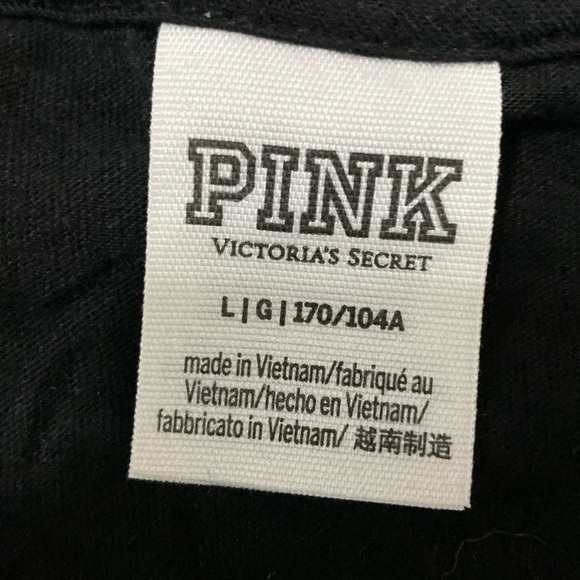 PINK
VICTORIA'S SECRET
L | G | 170/104A
made in Vietnam/fabriqué au
Vietnam/hecho en Vietnam/
fabbricato in Vietnam/ 越南制造